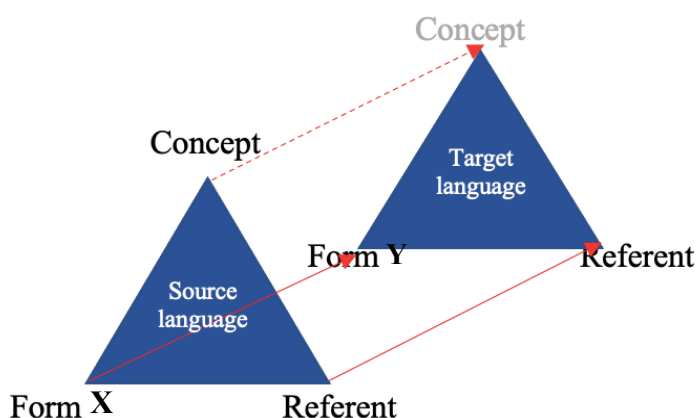 Concept
Concept
Target
language
Form Y
Referent
Source
language
Form X
Referent